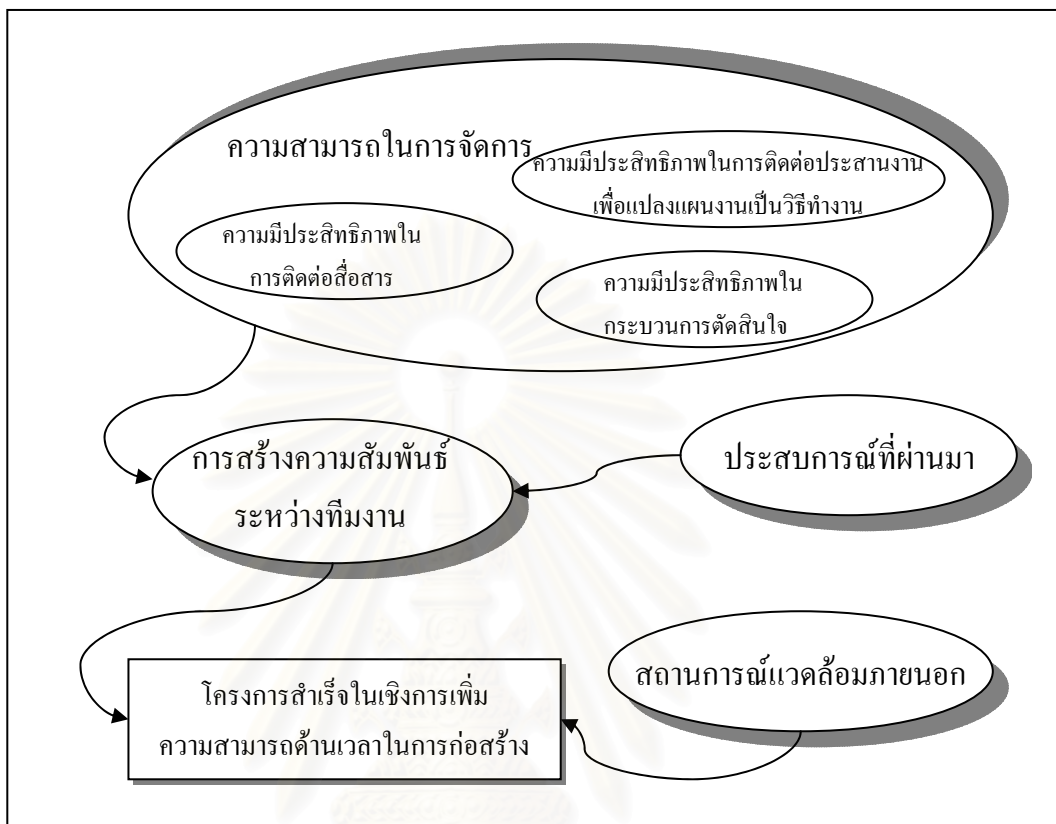 ความสามารถในการจัดการ
ความมีประสิทธิภาพในการติดต่อประสานงาน
เพื่อแปลงแผนงานเป็นวิธีทำงาน
ความมีประสิทธิภาพใน
การติดต่อสื่อสาร
ความมีประสิทธิภาพใน
กระบวนการตัดสินใจ
การสร้างความสัมพันธ์
ระหว่างทีมงาน
ประสบการณ์ที่ผ่านมา
สถานการณ์แวดล้อมภายนอก
โครงการสำเร็จในเชิงการเพิ่ม
ความสามารถด้านเวลาในการก่อสร้าง